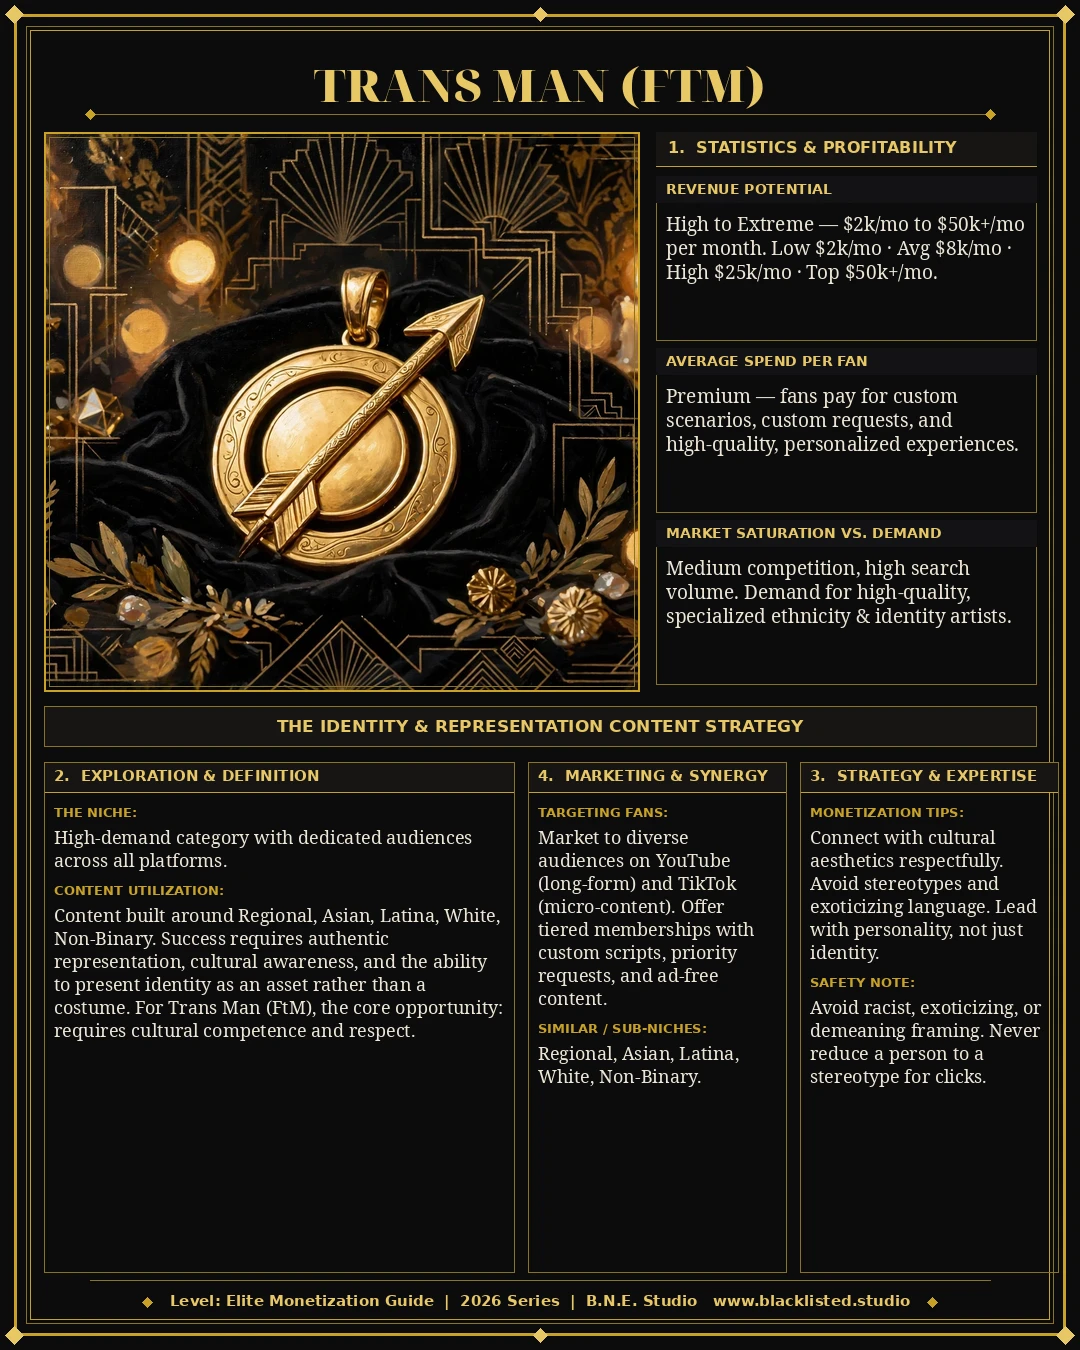 TRANS MAN (FTM)
1. STATISTICS & PROFITABILITY
REVENUE POTENTIAL
High to Extreme — $2k/mo to $50k+/mo
per month. Low $2k/mo · Avg $8k/mo ·
High $25k/mo · Top $50k+/mo.
AVERAGE SPEND PER FAN
Premium — fans pay for custom
scenarios, custom requests, and
high-quality, personalized experiences.
MARKET SATURATION VS. DEMAND
Medium competition, high search
volume. Demand for high-quality,
specialized ethnicity & identity artists.
THE IDENTITY & REPRESENTATION CONTENT STRATEGY
2. EXPLORATION & DEFINITION
THE NICHE:
High-demand category with dedicated audiences
across all platforms.
CONTENT UTILIZATION:
Content built around Regional, Asian, Latina, White,
Non-Binary. Success requires authentic
representation, cultural awareness, and the ability
to present identity as an asset rather than a
costume. For Trans Man (FtM), the core opportunity:
requires cultural competence and respect.
4. MARKETING & SYNERGY
TARGETING FANS:
Market to diverse
audiences on YouTube
(long-form) and TikTok
(micro-content). Offer
tiered memberships with
custom scripts, priority
requests, and ad-free
content.
SIMILAR / SUB-NICHES:
Regional, Asian, Latina,
White, Non-Binary.
3. STRATEGY & EXPERTISE
MONETIZATION TIPS:
Connect with cultural
aesthetics respectfully.
Avoid stereotypes and
exoticizing language. Lead
with personality, not just
identity.
SAFETY NOTE:
Avoid racist, exoticizing, or
demeaning framing. Never
reduce a person to a
stereotype for clicks.
Level: Elite Monetization Guide | 2026 Series | B.N.E. Studio www.blacklisted.studio